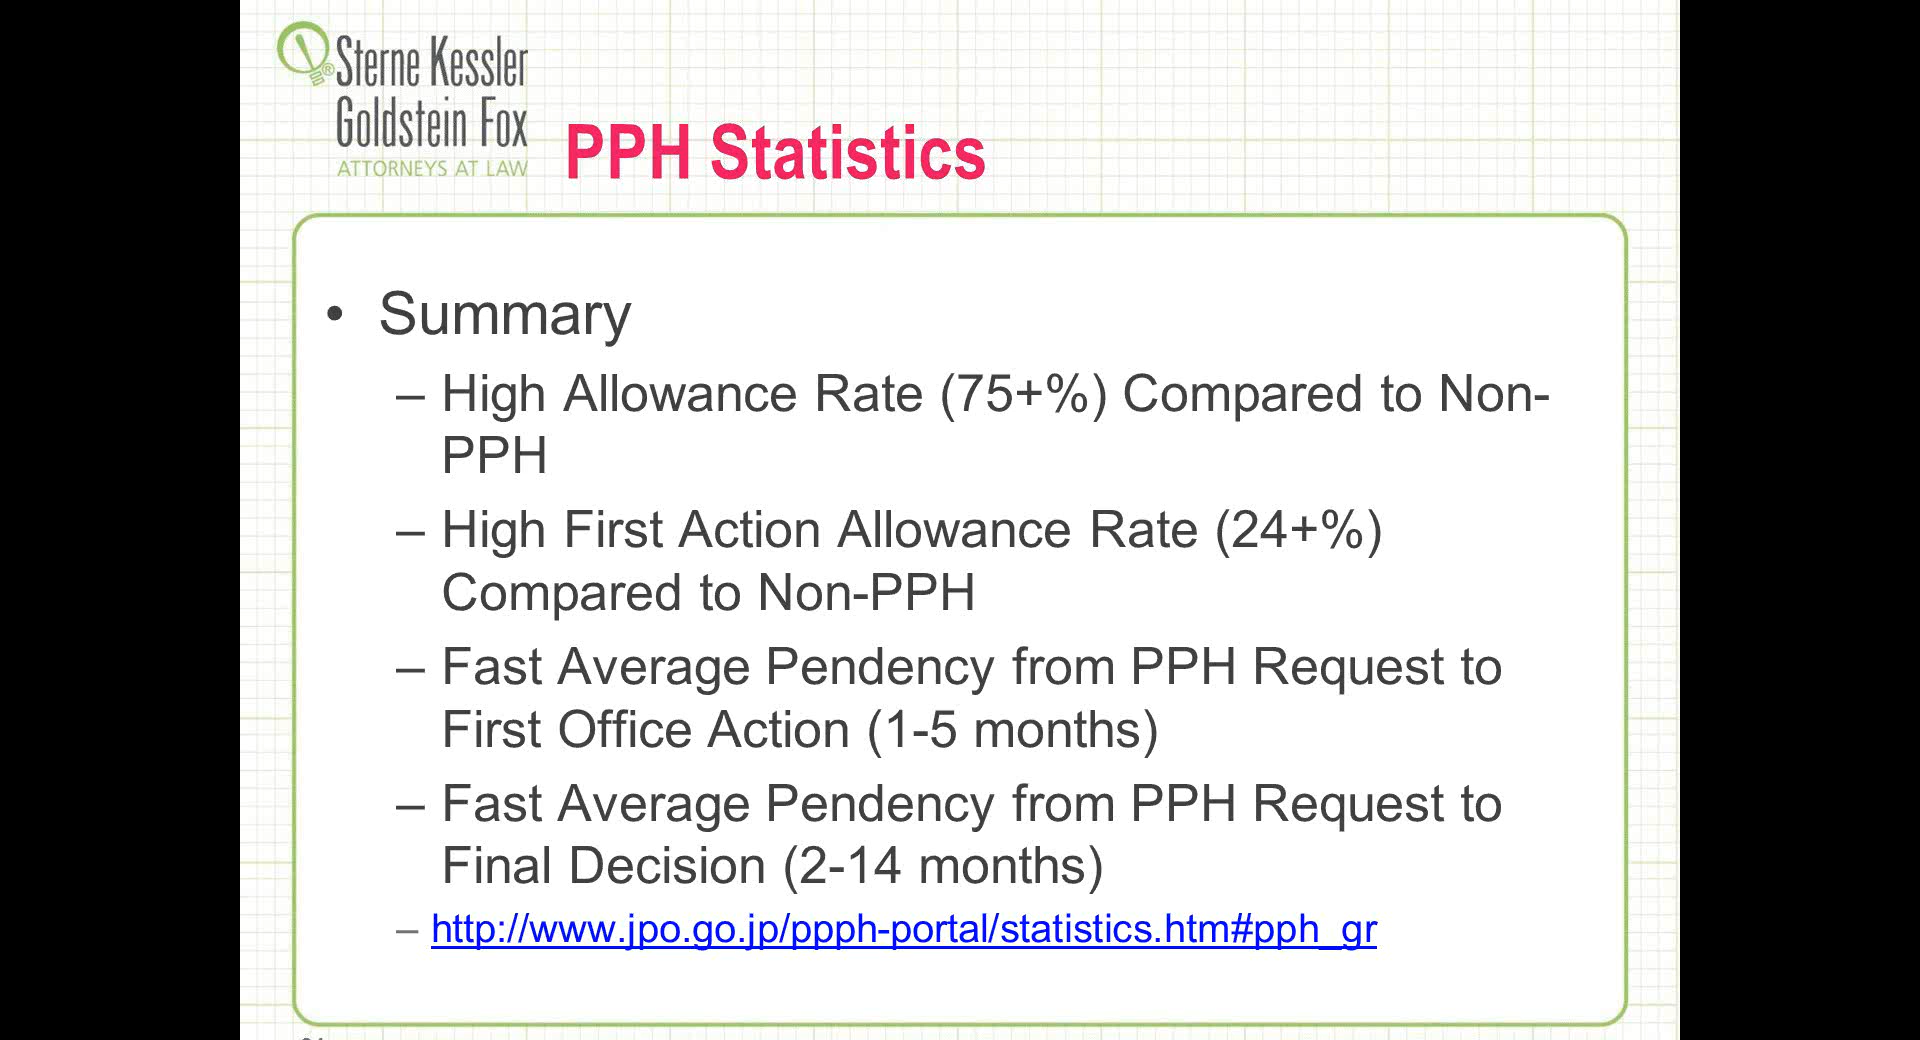 Sterne Kessler
Goldstein Fox
ATTORNEYS AT LAW
PPH Statistics
• Summary
– High Allowance Rate (75+%) Compared to Non-
PPH
– High First Action Allowance Rate (24+%)
Compared to Non-PPH
– Fast Average Pendency from PPH Request to
First Office Action (1-5 months)
– Fast Average Pendency from PPH Request to
Final Decision (2-14 months)
– http://www.jpo.go.jp/ppph-portal/statistics.htm#pph_gr